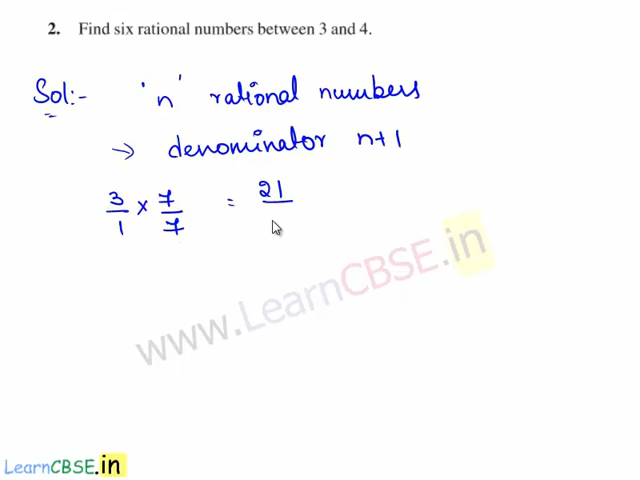 2. Find six rational numbers between 3 and 4.
Sol:- 'n' rational numbers
→ denominator n+1
3/1 × 7/7 = 21/
www.LearnCBSE.in
LearnCBSE.in